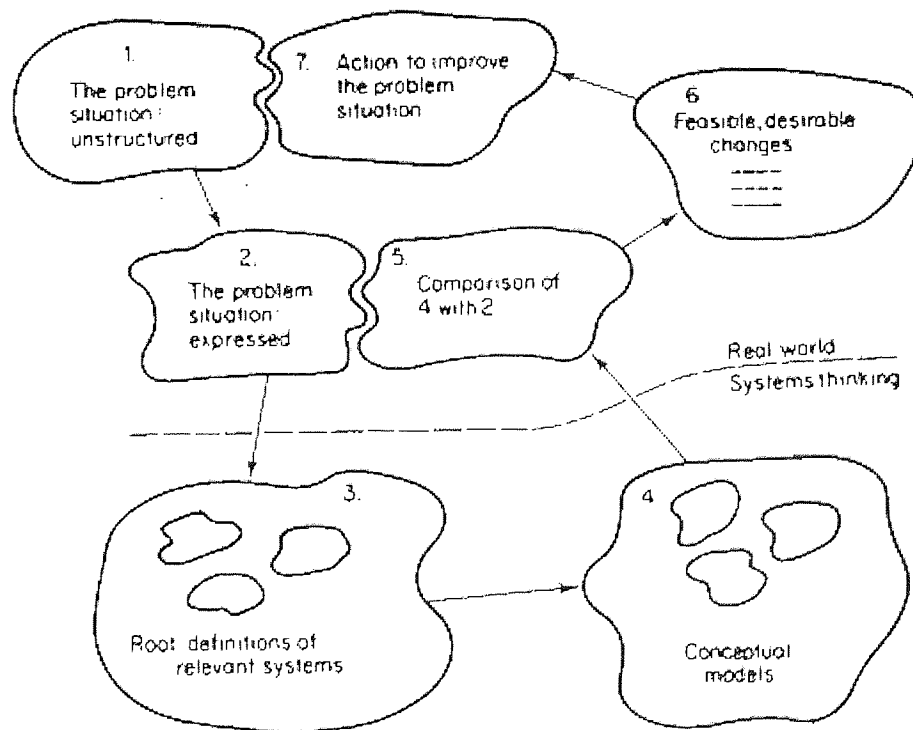 1.
The problem
situation:
unstructured
7. Action to improve
the problem
situation
6
Feasible, desirable
changes
2.
The problem
situation:
expressed
5.
Comparison of
4 with 2
Real world
Systems thinking
3.
Root definitions of
relevant systems
4
Conceptual
models